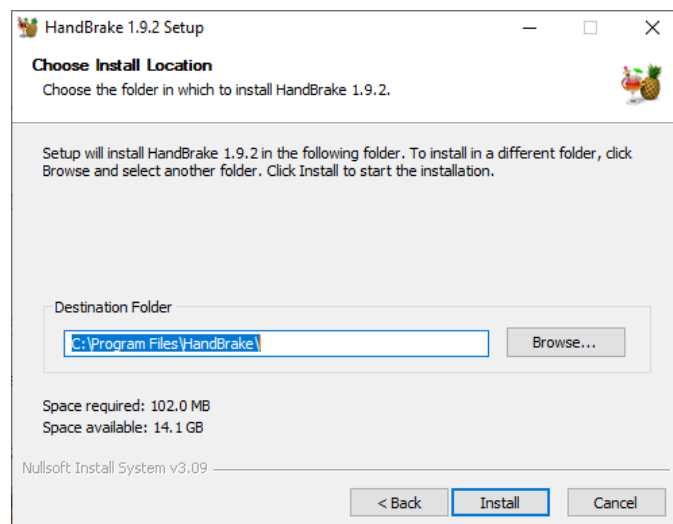 HandBrake 1.9.2 Setup
Choose Install Location
Choose the folder in which to install HandBrake 1.9.2.
Setup will install HandBrake 1.9.2 in the following folder. To install in a different folder, click
Browse and select another folder. Click Install to start the installation.
Destination Folder
C:\Program Files\HandBrake\
Browse...
Space required: 102.0 MB
Space available: 14.1 GB
Nullsoft Install System v3.09
< Back
Install
Cancel